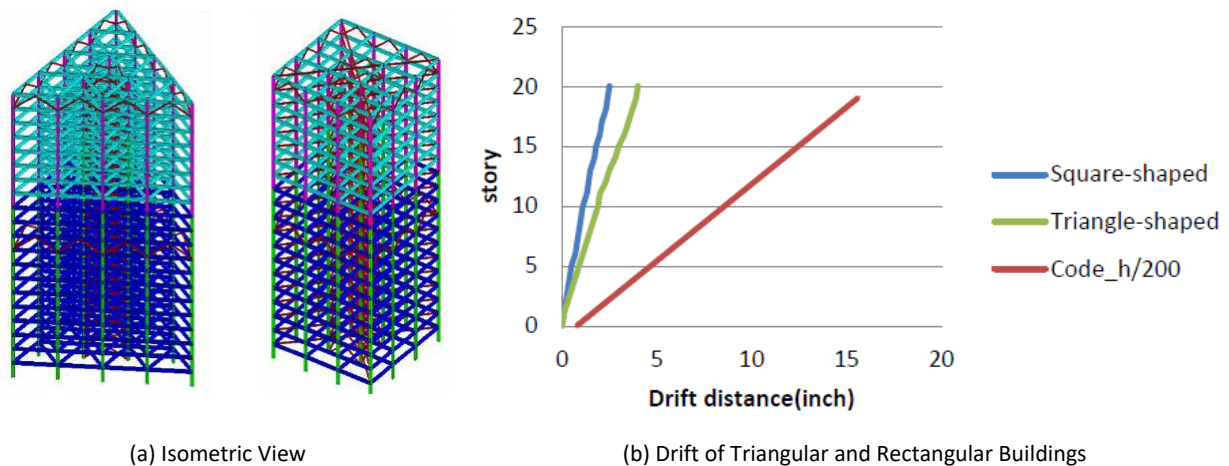 25
20
15
10
5
0
story
0 5 10 15 20
Drift distance(inch)
Square-shaped
Triangle-shaped
Code_h/200
(a) Isometric View
(b) Drift of Triangular and Rectangular Buildings